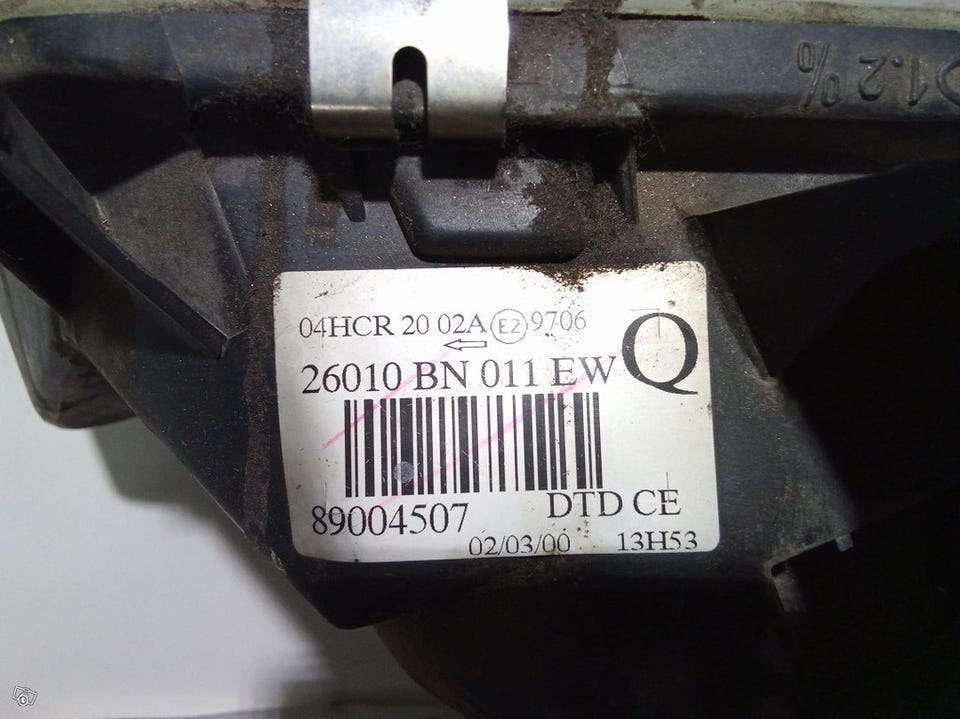 1.2%
04HCR 20 02A E2 9706
←
26010 BN 011 EW Q
89004507 DTD CE
02/03/00 13H53